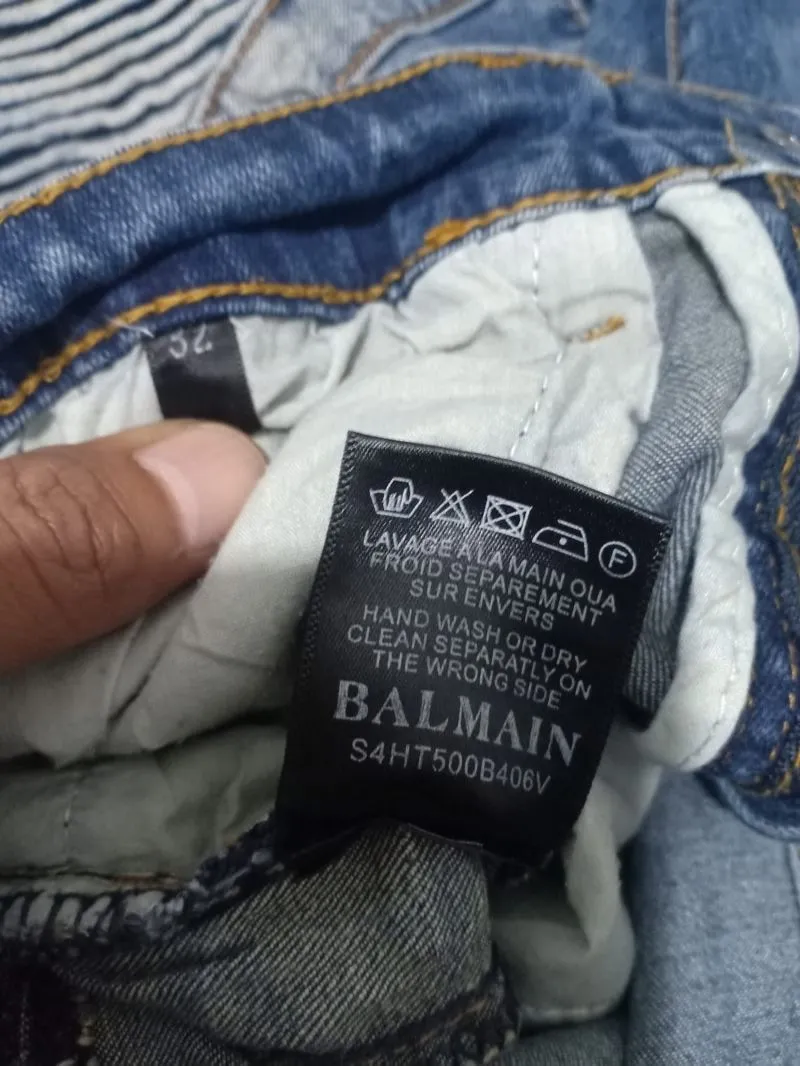 32
F
LAVAGE A LA MAIN OUA
FROID SEPAREMENT
SUR ENVERS
HAND WASH OR DRY
CLEAN SEPARATLY ON
THE WRONG SIDE
BALMAIN
S4HT500B406V